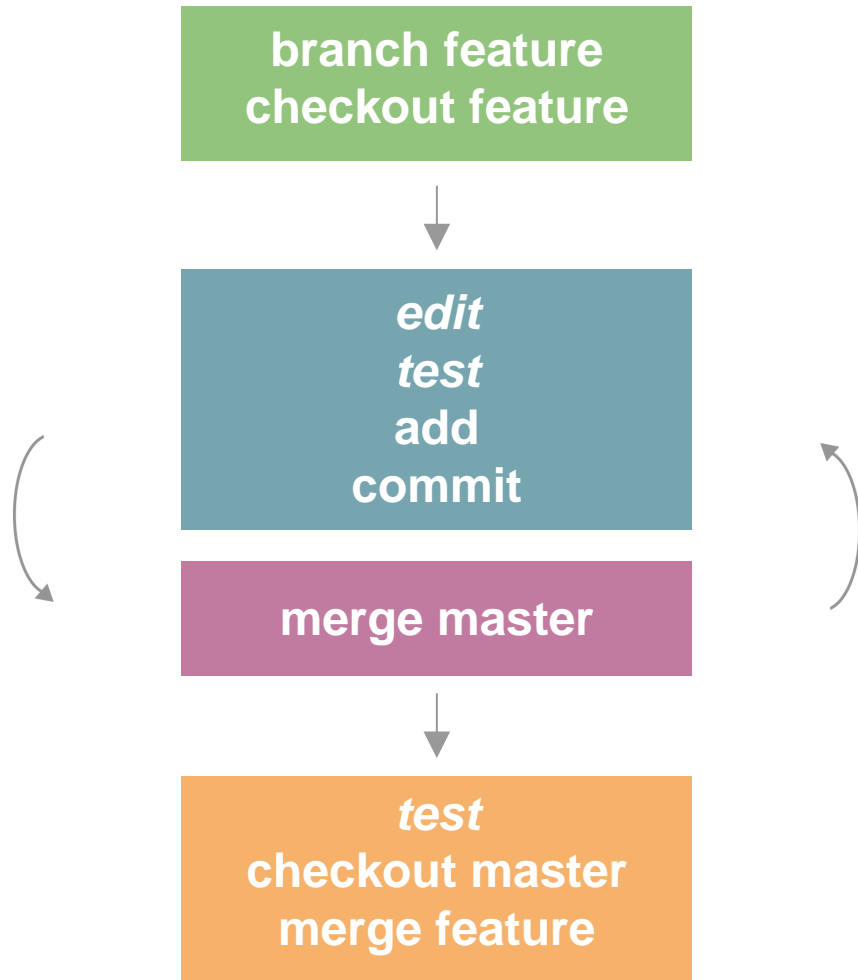 branch feature
checkout feature
edit
test
add
commit
merge master
test
checkout master
merge feature